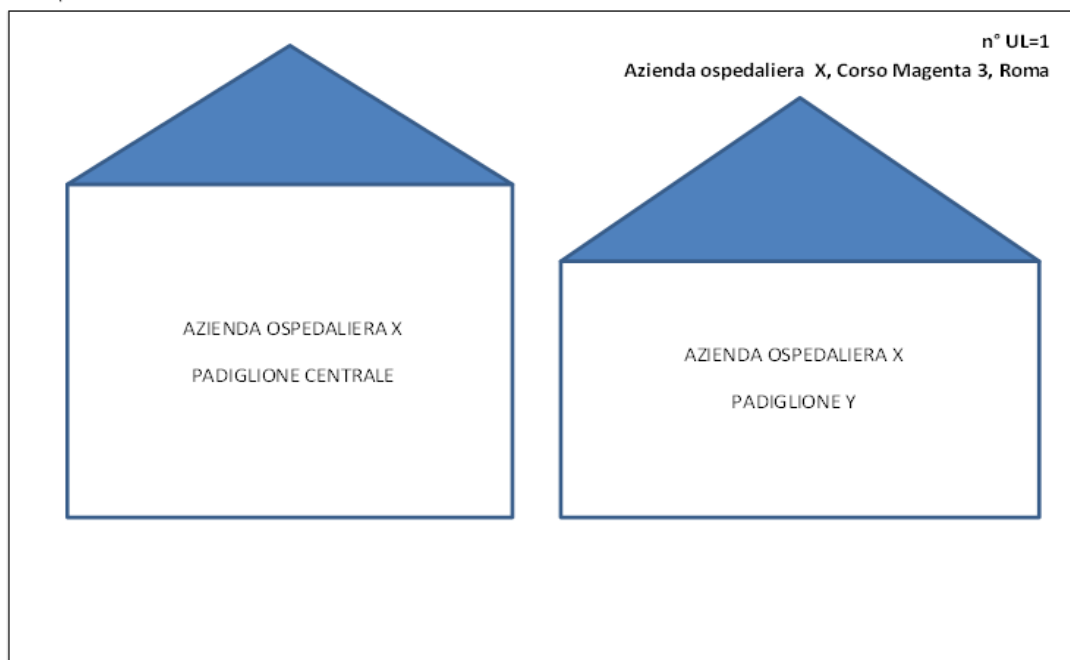 n° UL=1
Azienda ospedaliera X, Corso Magenta 3, Roma
AZIENDA OSPEDALIERA X
PADIGLIONE CENTRALE
AZIENDA OSPEDALIERA X
PADIGLIONE Y